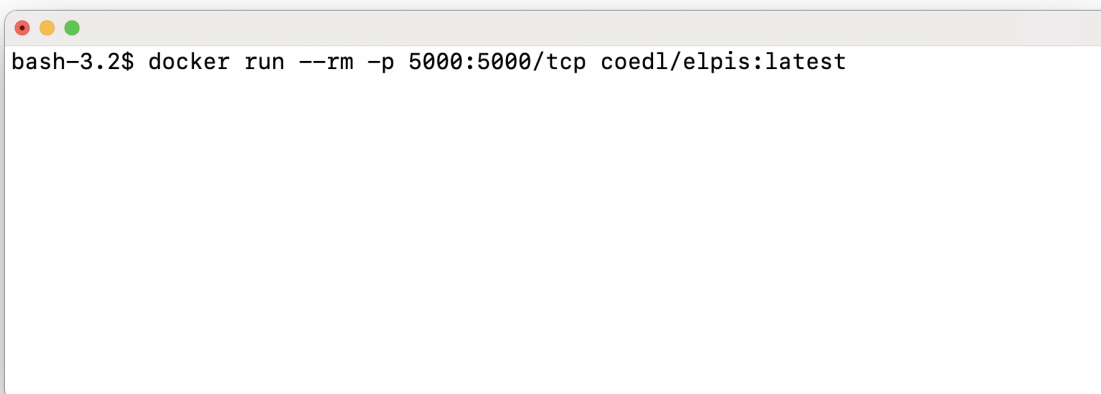 bash-3.2$ docker run --rm -p 5000:5000/tcp coedl/elpis:latest